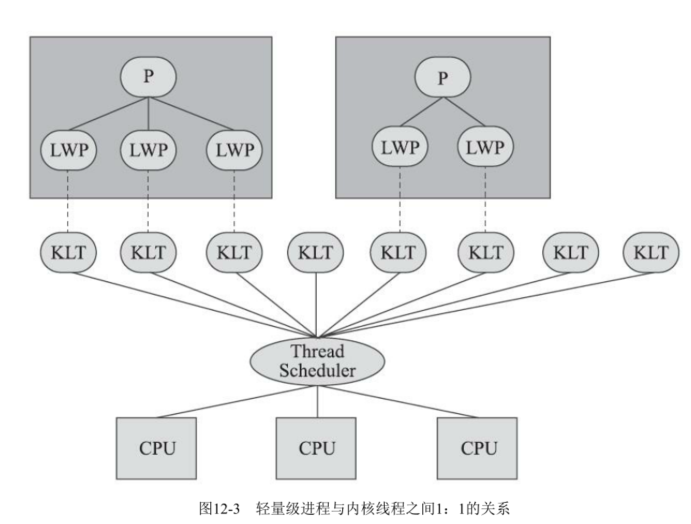 P
P
LWP
LWP
LWP
LWP
LWP
KLT
KLT
KLT
KLT
KLT
KLT
KLT
KLT
Thread
Scheduler
CPU
CPU
CPU
图12-3 轻量级进程与内核线程之间1：1的关系